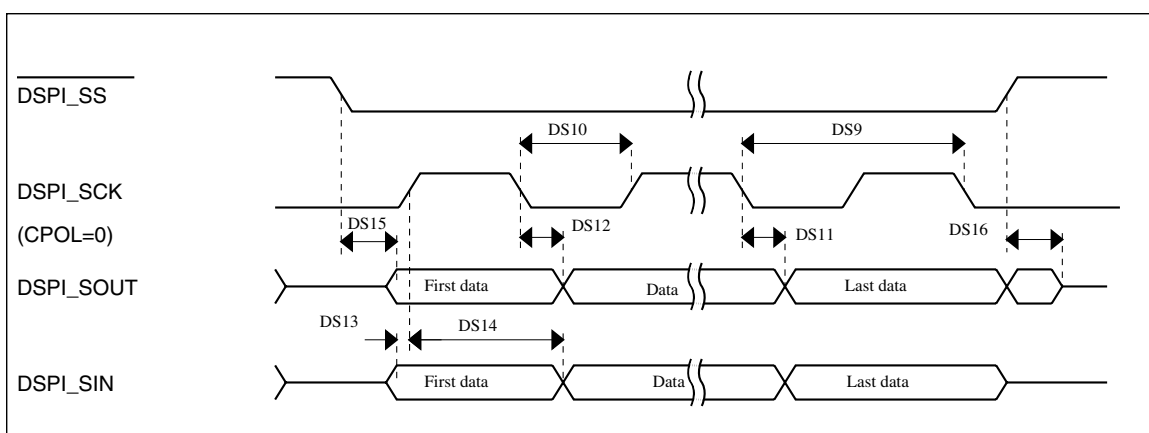 DSPI_SS
DS10
DS9
DSPI_SCK
(CPOL=0)
DS15
DS12
DS11
DS16
DSPI_SOUT
First data
Data
Last data
DS13
DS14
DSPI_SIN
First data
Data
Last data